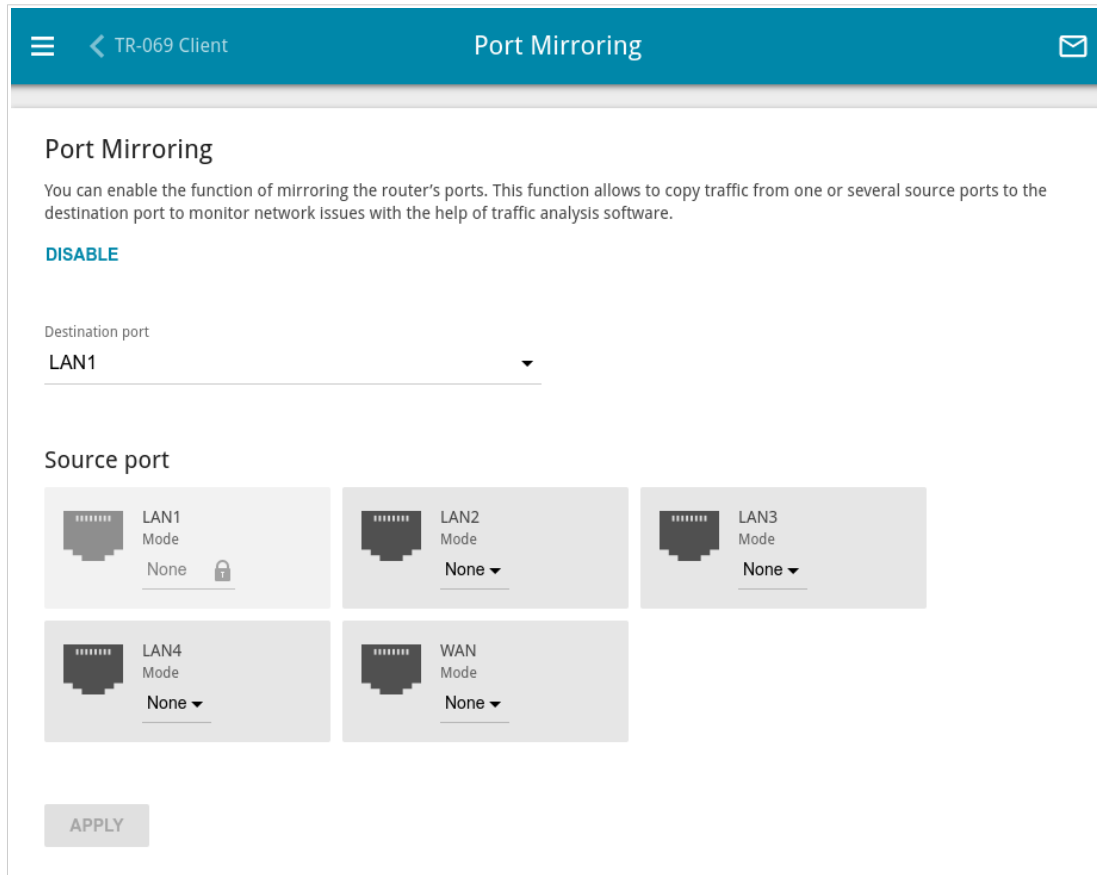 TR-069 Client
Port Mirroring
Port Mirroring
You can enable the function of mirroring the router's ports. This function allows to copy traffic from one or several source ports to the
destination port to monitor network issues with the help of traffic analysis software.
DISABLE
Destination port
LAN1
Source port
LAN1
Mode
None
LAN2
Mode
None
LAN3
Mode
None
LAN4
Mode
None
WAN
Mode
None
APPLY